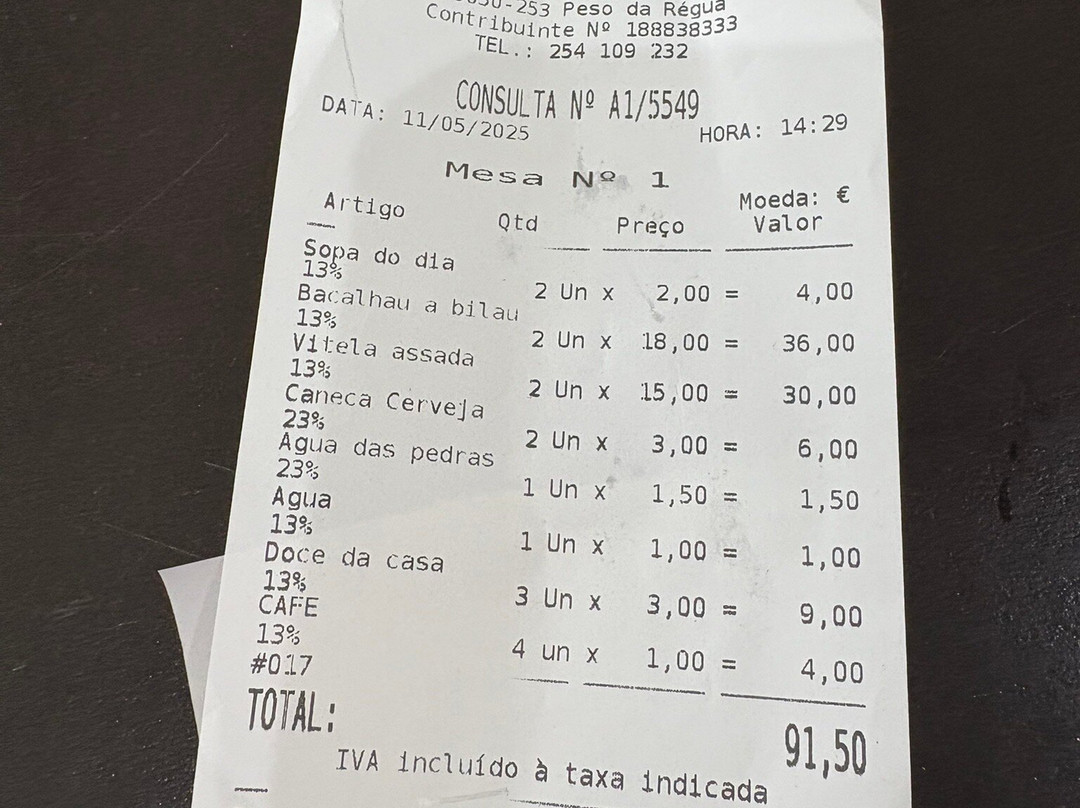 -253 Peso da Régua
Contribuinte Nº 188838333
TEL.: 254 109 232
CONSULTA Nº A1/5549
DATA: 11/05/2025 HORA: 14:29
Mesa Nº 1
Moeda: €
Artigo Qtd Preço Valor
Sopa do dia
13% 2 Un x 2,00 = 4,00
Bacalhau a bilau
13% 2 Un x 18,00 = 36,00
Vitela assada
13% 2 Un x 15,00 = 30,00
Caneca Cerveja
23% 2 Un x 3,00 = 6,00
Agua das pedras
23% 1 Un x 1,50 = 1,50
Agua
13% 1 Un x 1,00 = 1,00
Doce da casa
13% 3 Un x 3,00 = 9,00
CAFE
13% 4 un x 1,00 = 4,00
#017
TOTAL: 91,50
IVA incluído à taxa indicada